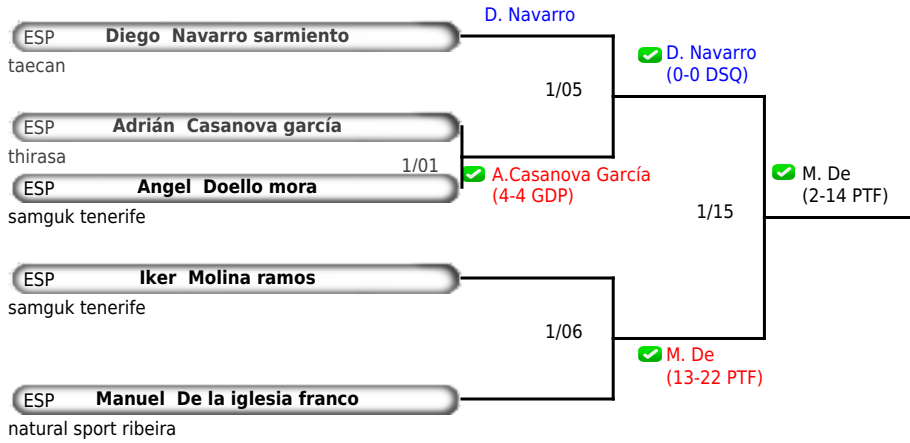 D. Navarro
ESP Diego Navarro sarmiento
taecan
D. Navarro
(0-0 DSQ)
1/05
ESP Adrián Casanova garcía
thirasa
1/01
A.Casanova García
(4-4 GDP)
ESP Angel Doello mora
samguk tenerife
M. De
(2-14 PTF)
1/15
ESP Iker Molina ramos
samguk tenerife
1/06
M. De
(13-22 PTF)
ESP Manuel De la iglesia franco
natural sport ribeira